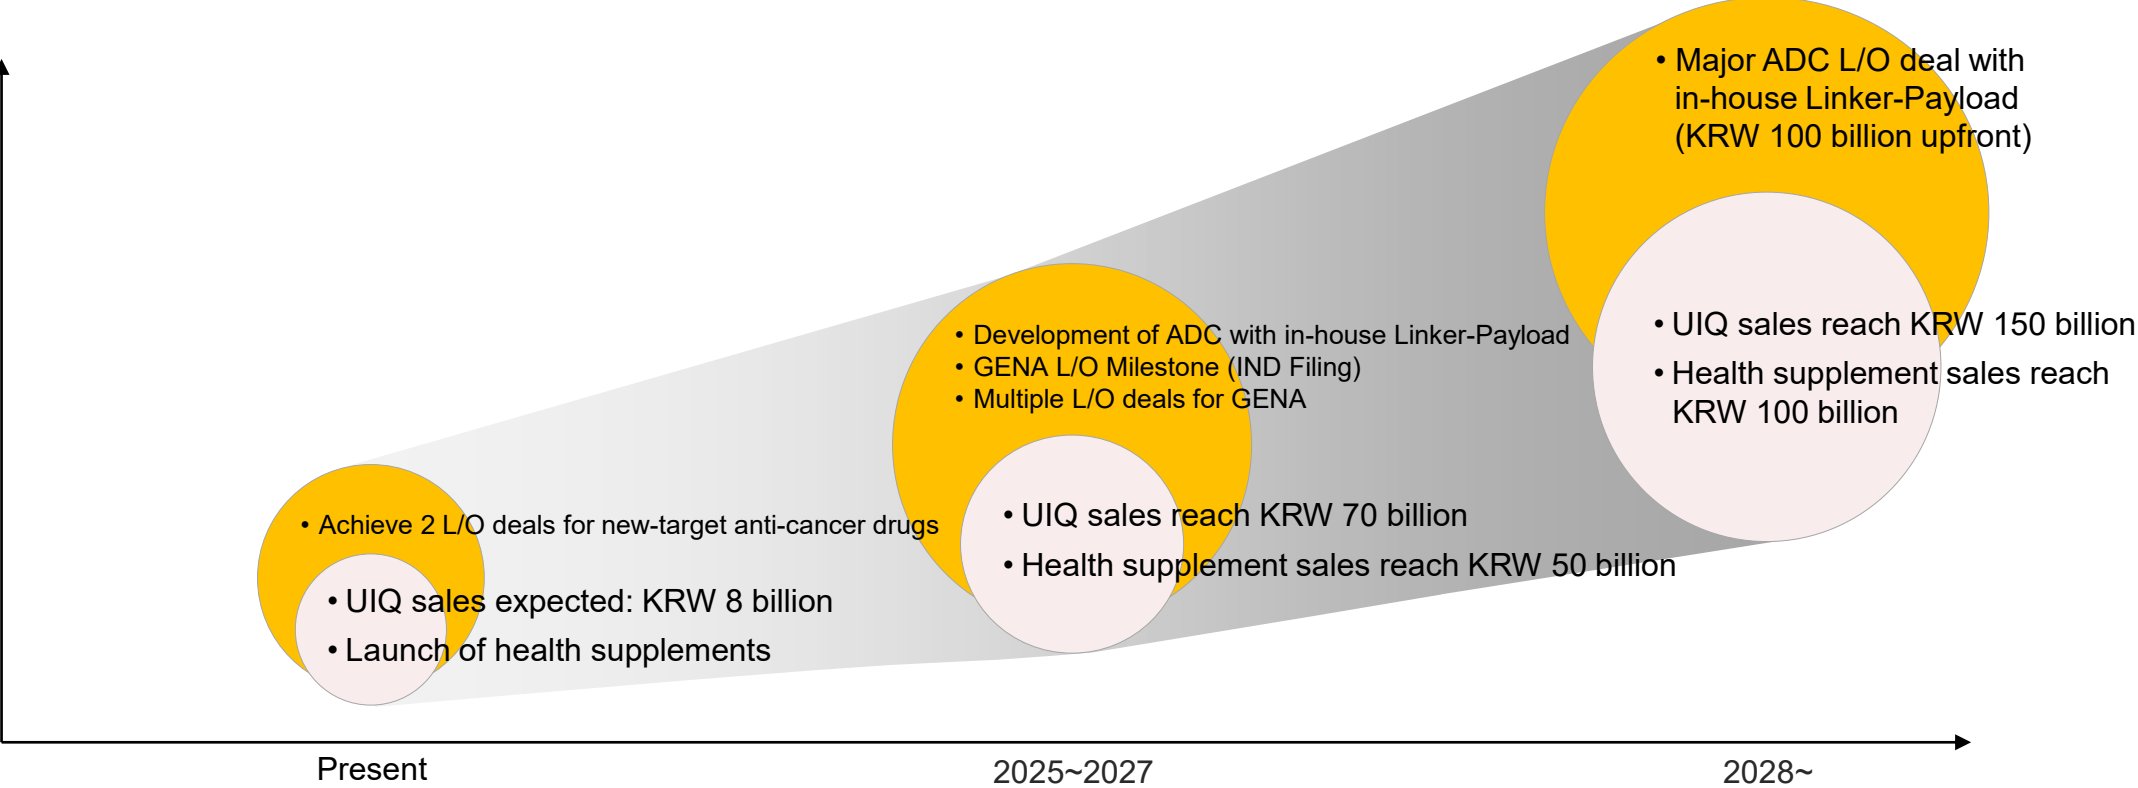 • Major ADC L/O deal with
in-house Linker-Payload
(KRW 100 billion upfront)
• UIQ sales reach KRW 150 billion
• Health supplement sales reach
KRW 100 billion
• Development of ADC with in-house Linker-Payload
• GENA L/O Milestone (IND Filing)
• Multiple L/O deals for GENA
• UIQ sales reach KRW 70 billion
• Health supplement sales reach KRW 50 billion
• Achieve 2 L/O deals for new-target anti-cancer drugs
• UIQ sales expected: KRW 8 billion
• Launch of health supplements
Present
2025~2027
2028~